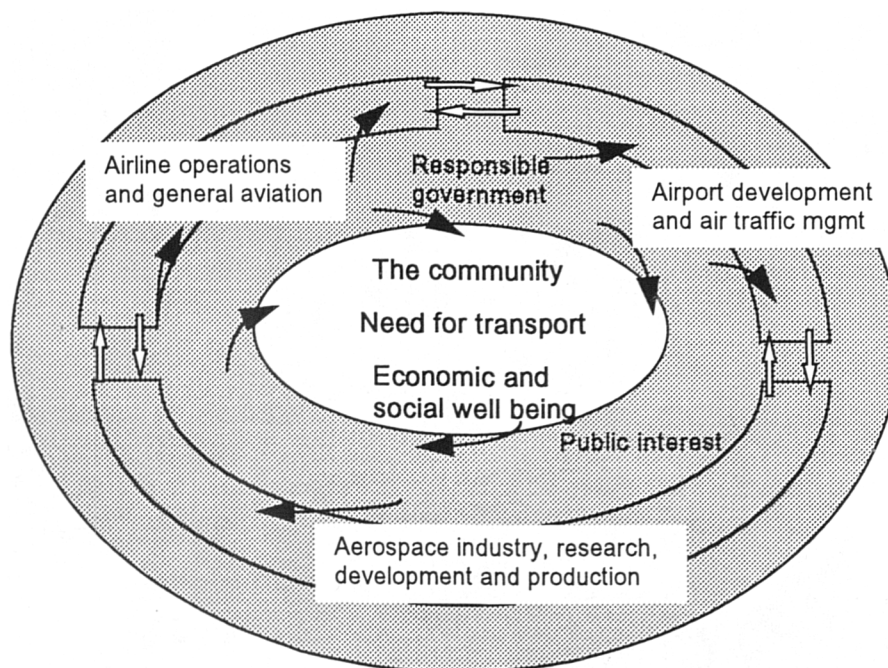 Airline operations
and general aviation
Responsible
government
Airport development
and air traffic mgmt
The community
Need for transport
Economic and
social well being
Public interest
Aerospace industry, research,
development and production